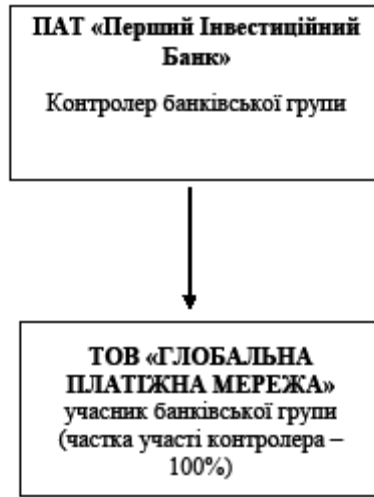 ПАТ «Перший Інвестиційний
Банк»
Контролер банківської групи
ТОВ «ГЛОБАЛЬНА
ПЛАТІЖНА МЕРЕЖА»
учасник банківської групи
(частка участі контролера –
100%)